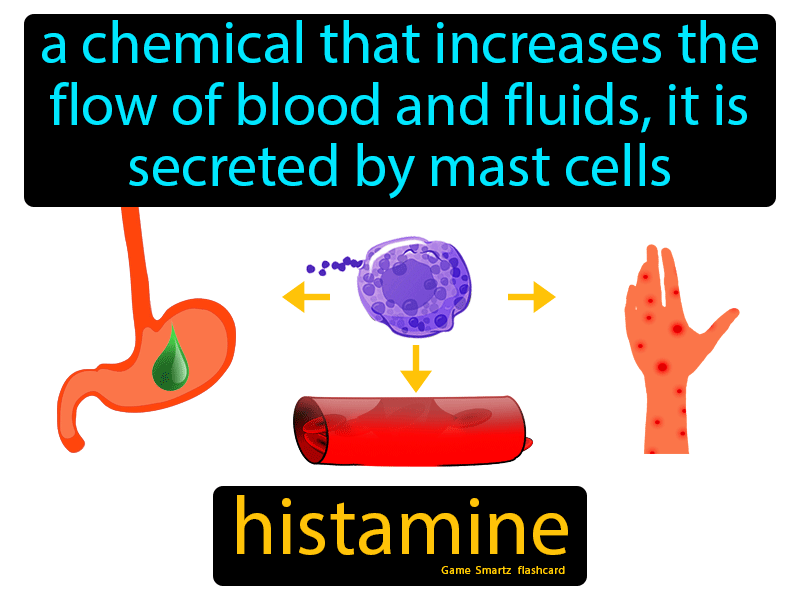 a chemical that increases the
flow of blood and fluids, it is
secreted by mast cells
histamine
Game Smartz flashcard